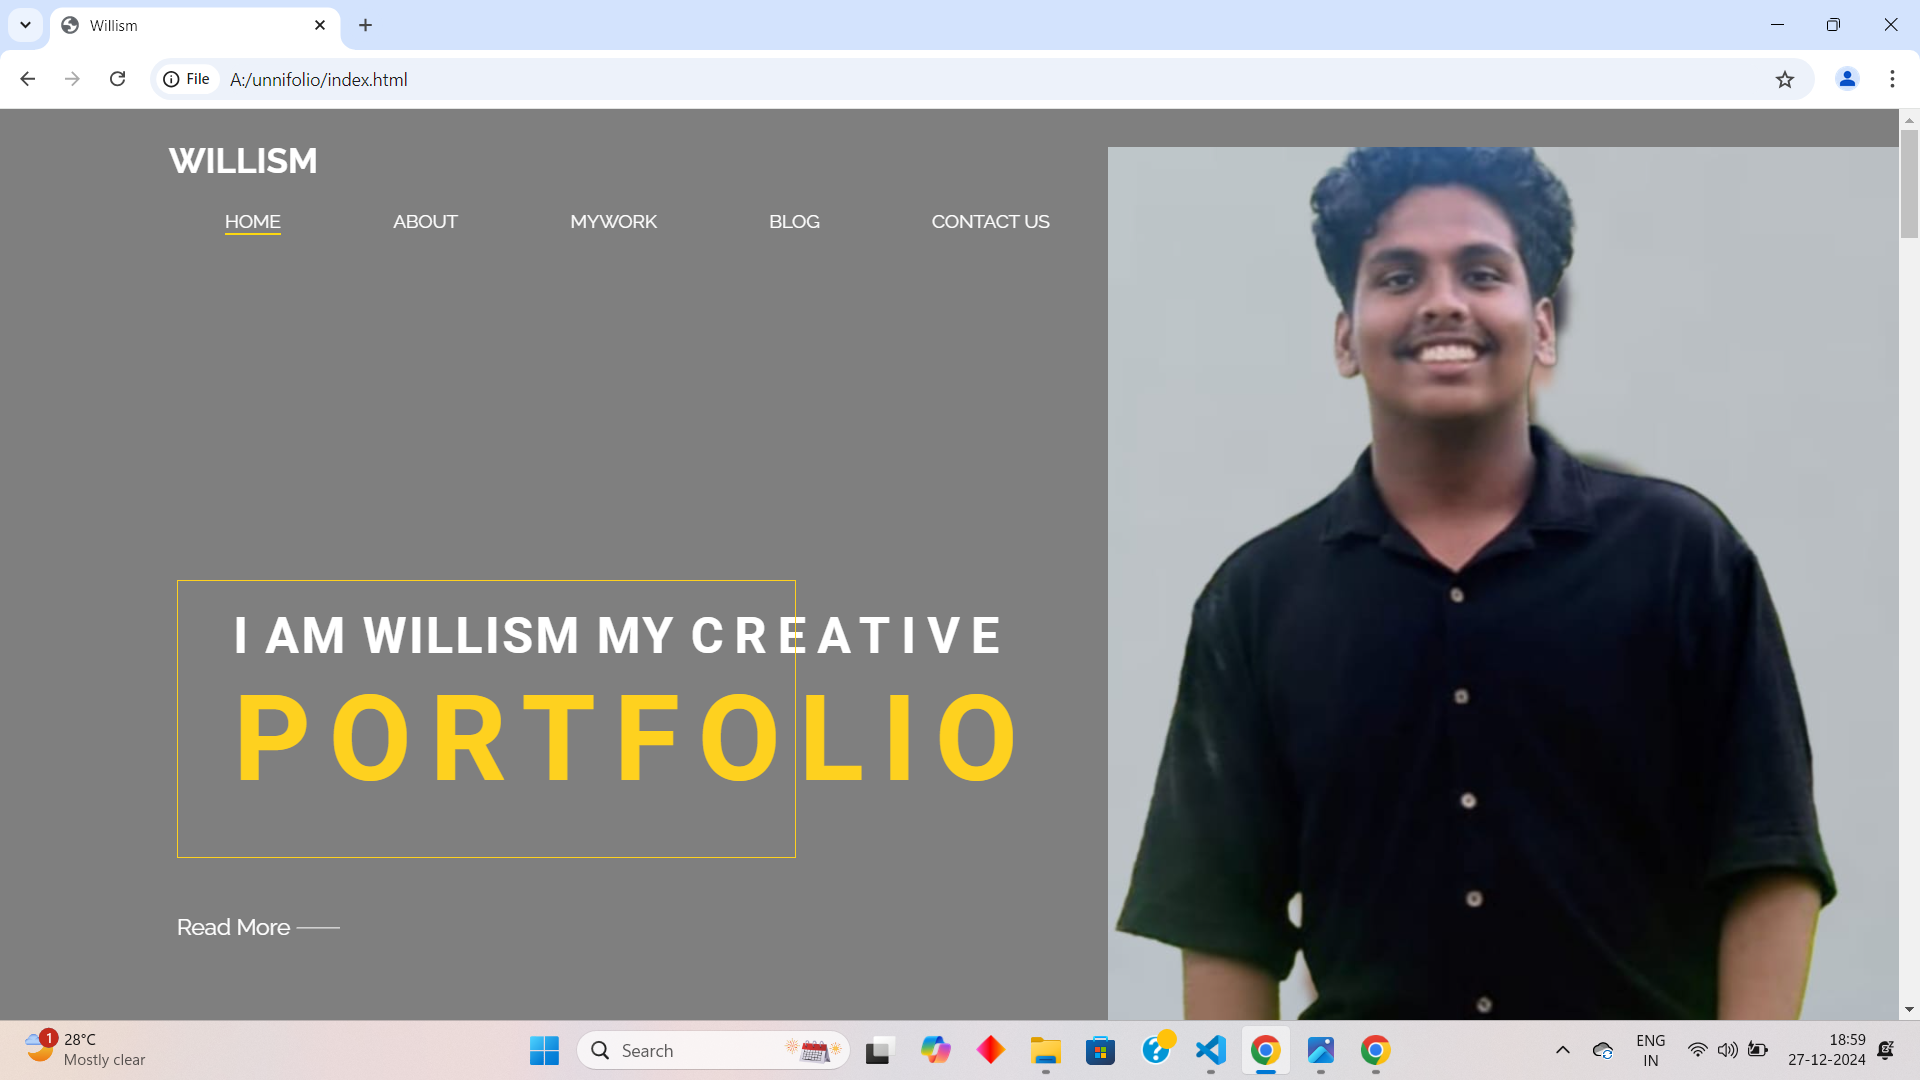 Willism
File A:/unnifolio/index.html
WILLISM
HOME ABOUT MYWORK BLOG CONTACT US
I AM WILLISM MY CREATIVE
PORTFOLIO
Read More
1 28°C
Mostly clear
Search
ENG
IN
18:59
27-12-2024